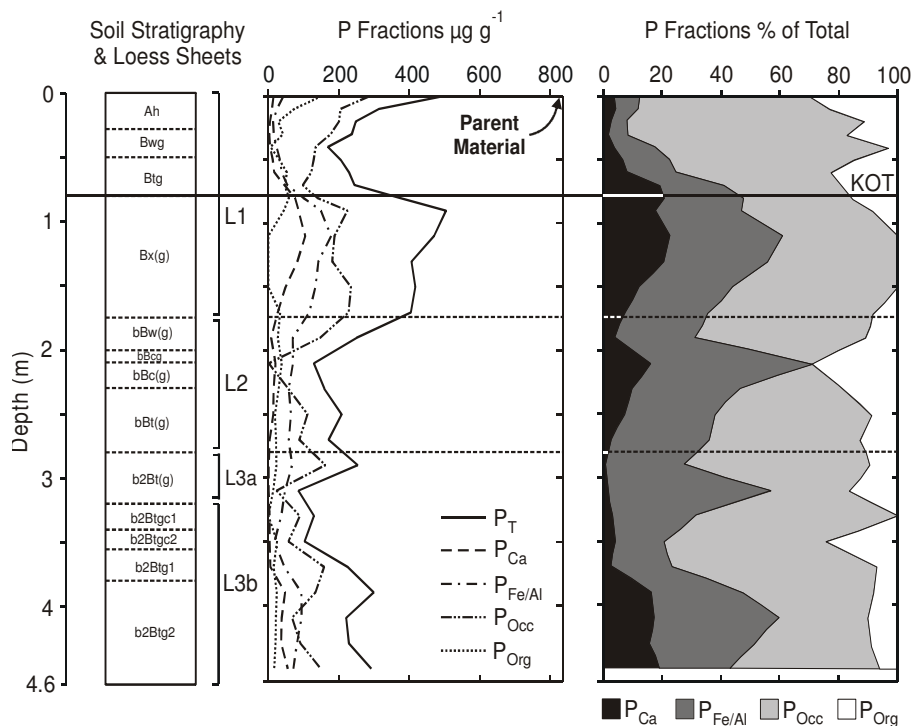 Soil Stratigraphy
& Loess Sheets
P Fractions µg g-1
P Fractions % of Total
0 200 400 600 800
0 20 40 60 80 100
Depth (m)
0
1
2
3
4
4.6
Ah
Bwg
Btg
Bx(g)
bBw(g)
bBcg
bBc(g)
bBt(g)
b2Bt(g)
b2Btgc1
b2Btgc2
b2Btg1
b2Btg2
L1
L2
L3a
L3b
Parent
Material
KOT
PT
PCa
PFe/Al
POcc
POrg
PCa PFe/Al POcc POrg